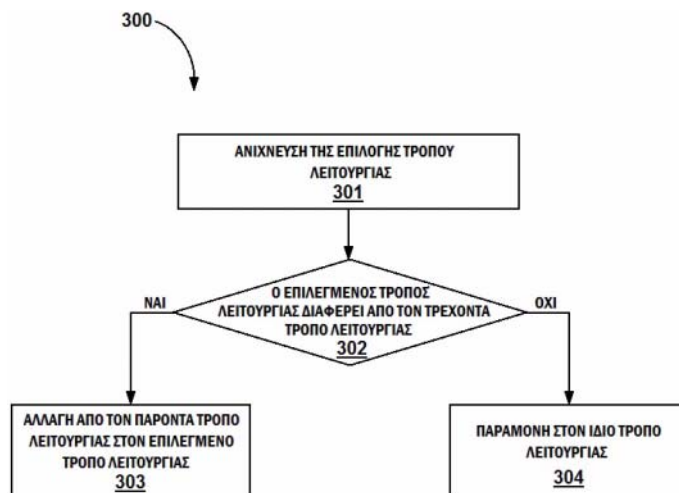 300
ΑΝΙΧΝΕΥΣΗ ΤΗΣ ΕΠΙΛΟΓΗΣ ΤΡΟΠΟΥ
ΛΕΙΤΟΥΡΓΙΑΣ
301
ΝΑΙ
ΟΧΙ
Ο ΕΠΙΛΕΓΜΕΝΟΣ ΤΡΟΠΟΣ
ΛΕΙΤΟΥΡΓΙΑΣ ΔΙΑΦΕΡΕΙ ΑΠΟ ΤΟΝ ΤΡΕΧΟΝΤΑ
ΤΡΟΠΟ ΛΕΙΤΟΥΡΓΙΑΣ
302
ΑΛΛΑΓΗ ΑΠΟ ΤΟΝ ΠΑΡΟΝΤΑ ΤΡΟΠΟ
ΛΕΙΤΟΥΡΓΙΑΣ ΣΤΟΝ ΕΠΙΛΕΓΜΕΝΟ
ΤΡΟΠΟ ΛΕΙΤΟΥΡΓΙΑΣ
303
ΠΑΡΑΜΟΝΗ ΣΤΟΝ ΙΔΙΟ ΤΡΟΠΟ
ΛΕΙΤΟΥΡΓΙΑΣ
304